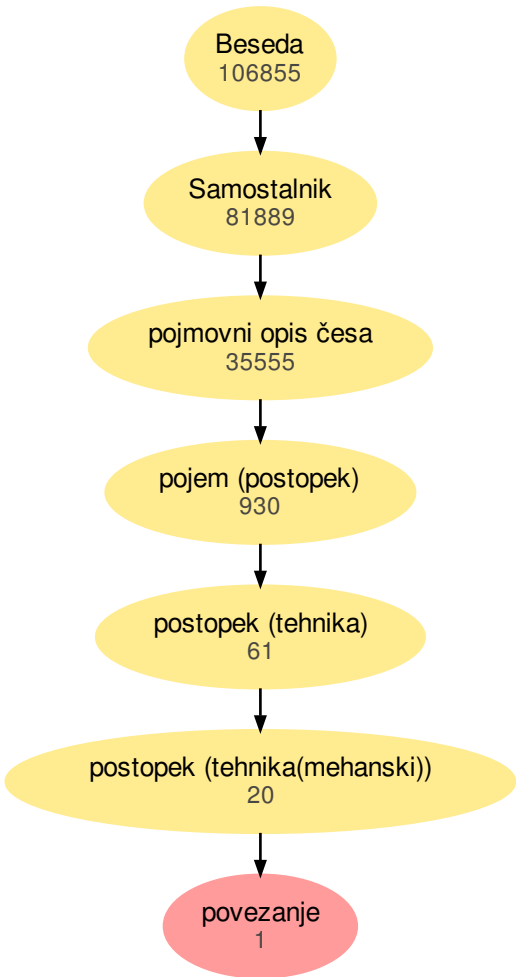 Beseda
106855
Samostalnik
81889
pojmovni opis česa
35555
pojem (postopek)
930
postopek (tehnika)
61
postopek (tehnika(mehanski))
20
povezanje
1